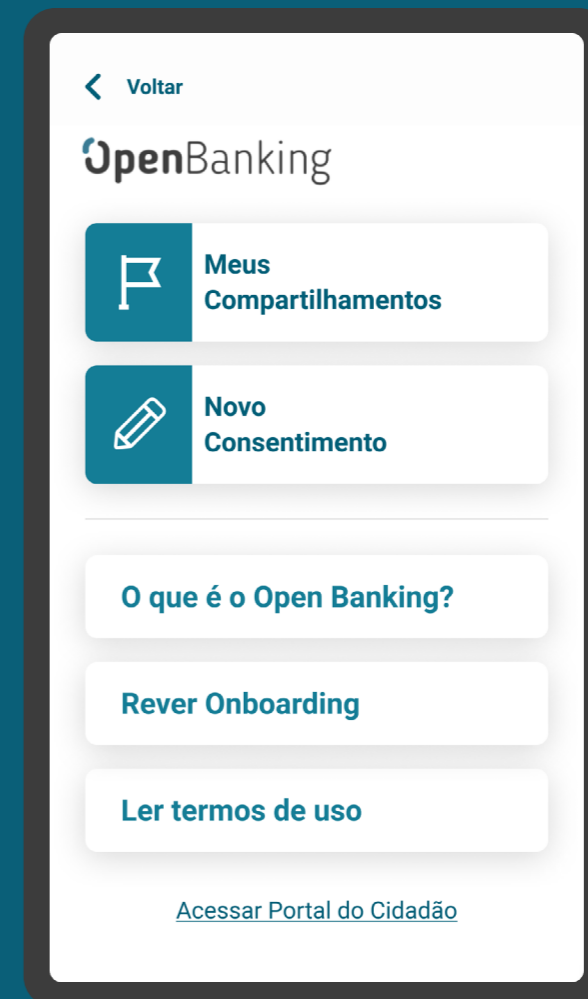 Voltar
OpenBanking
Meus
Compartilhamentos
Novo
Consentimento
O que é o Open Banking?
Rever Onboarding
Ler termos de uso
Acessar Portal do Cidadão